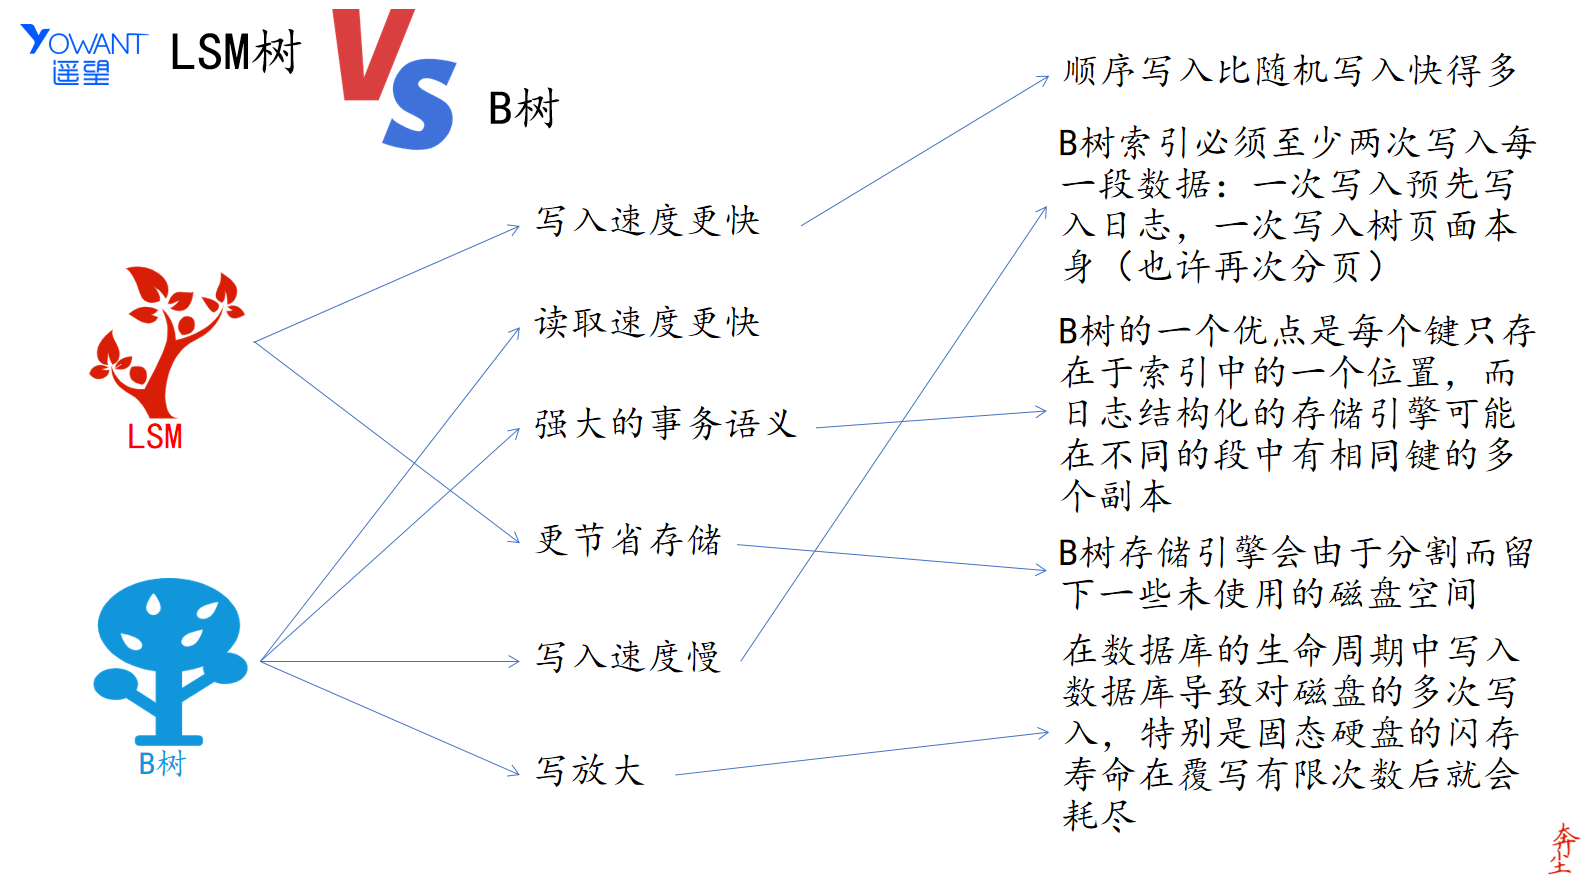 YOWANT
遥望
LSM树
VS
B树
写入速度更快
读取速度更快
强大的事务语义
更节省存储
写入速度慢
写放大
LSM
B树
顺序写入比随机写入快得多
B树索引必须至少两次写入每
一段数据：一次写入预先写
入日志，一次写入树页面本
身（也许再次分页）
B树的一个优点是每个键只存
在于索引中的一个位置，而
日志结构化的存储引擎可能
在不同的段中有相同键的多
个副本
B树存储引擎会由于分割而留
下一些未使用的磁盘空间
在数据库的生命周期中写入
数据库导致对磁盘的多次写
入，特别是固态硬盘的闪存
寿命在覆写有限次数后就会
耗尽
奔尘